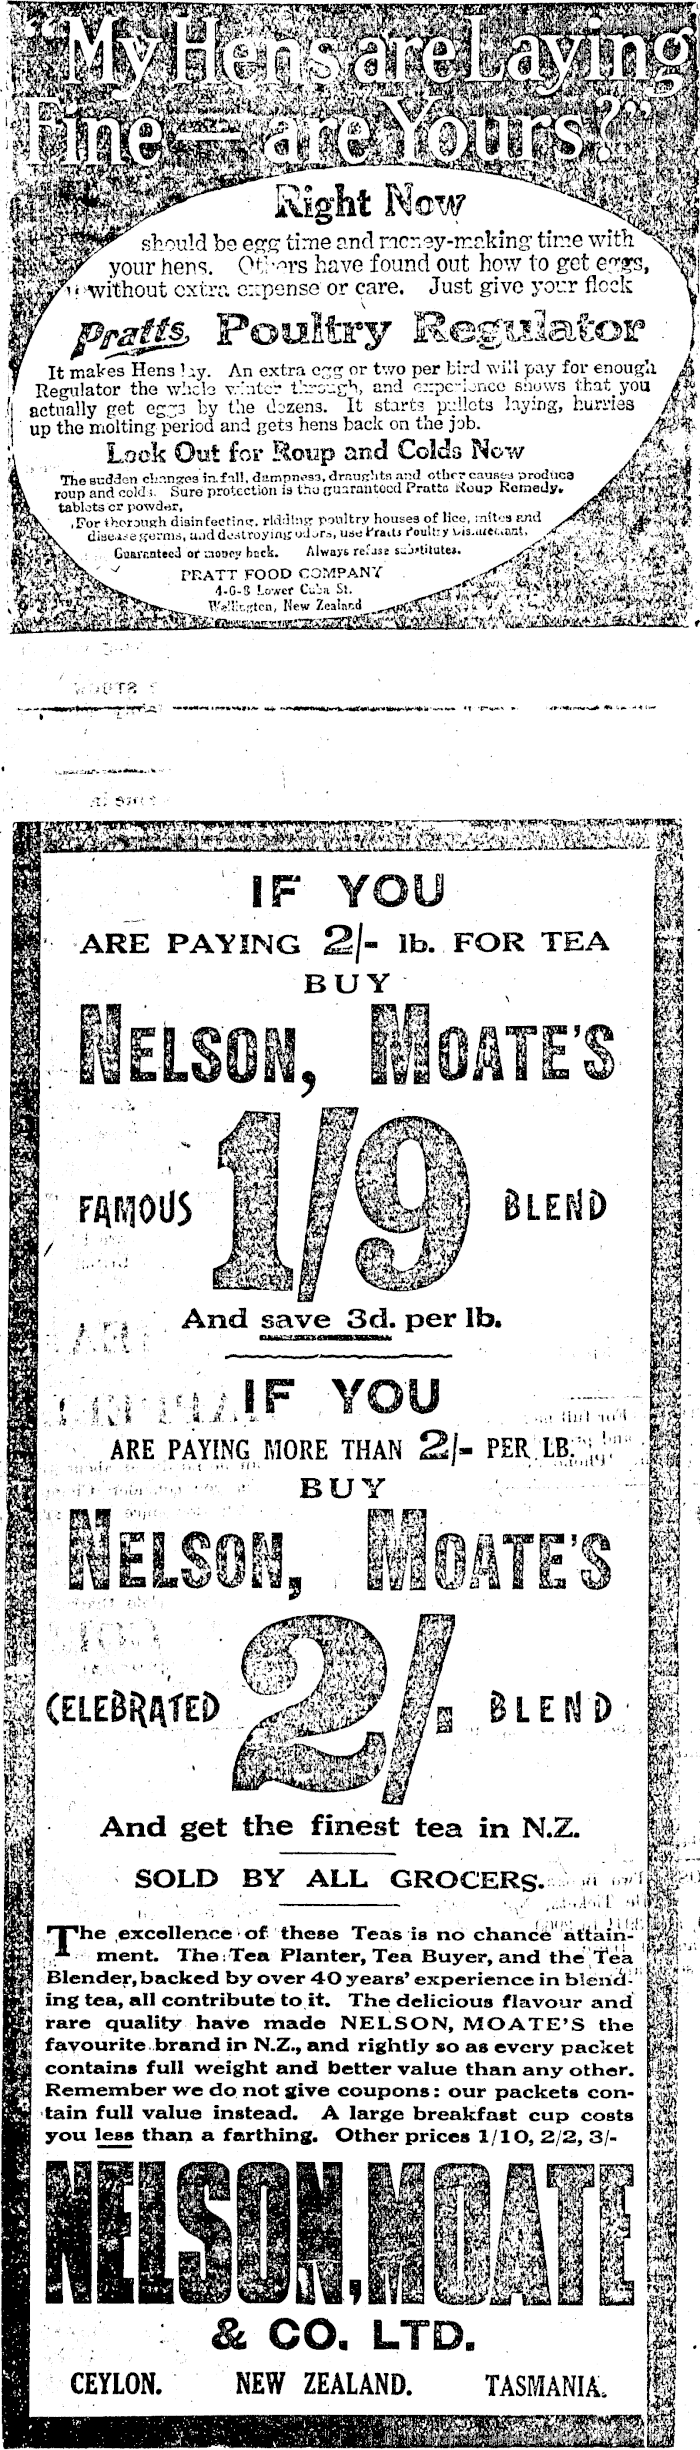 "My Hens are Laying
Fine — are Yours?"
Right Now
should be egg time and money-making time with
your hens. Others have found out how to get eggs,
without extra expense or care. Just give your flock
Pratts Poultry Regulator
It makes Hens lay. An extra egg or two per bird will pay for enough
Regulator the whole winter through, and experience shows that you
actually get eggs by the dozens. It starts pullets laying, hurries
up the molting period and gets hens back on the job.
Look Out for Roup and Colds Now
The sudden changes in fall, dampness, draughts and other causes produce
roup and colds. Sure protection is the guaranteed Pratts Roup Remedy,
tablets or powder,
For thorough disinfecting, ridding poultry houses of lice, mites and
disease germs, and destroying odors, use Pratts Poultry Disinfectant.
Guaranteed or money back. Always refuse substitutes.
PRATT FOOD COMPANY
4-6-8 Lower Cuba St.
Wellington, New Zealand
IF YOU
ARE PAYING 2/- lb. FOR TEA
BUY
NELSON, MOATE'S
FAMOUS 1/9 BLEND
And save 3d. per lb.
IF YOU
ARE PAYING MORE THAN 2/- PER LB.
BUY
NELSON, MOATE'S
CELEBRATED 2/- BLEND
And get the finest tea in N.Z.
SOLD BY ALL GROCERS.
The excellence of these Teas is no chance attain-
ment. The Tea Planter, Tea Buyer, and the Tea
Blender, backed by over 40 years' experience in blend-
ing tea, all contribute to it. The delicious flavour and
rare quality have made NELSON, MOATE'S the
favourite brand in N.Z., and rightly so as every packet
contains full weight and better value than any other.
Remember we do not give coupons: our packets con-
tain full value instead. A large breakfast cup costs
you less than a farthing. Other prices 1/10, 2/2, 3/-
NELSON, MOATE
& CO. LTD.
CEYLON. NEW ZEALAND. TASMANIA.